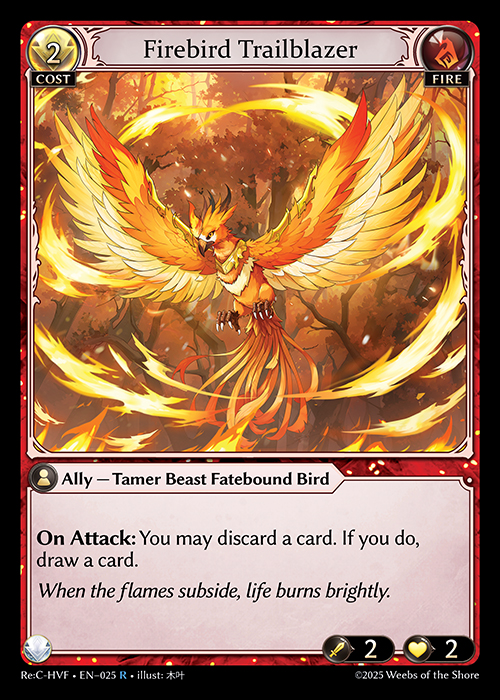 2
Firebird Trailblazer
COST
FIRE
Ally — Tamer Beast Fatebound Bird
On Attack: You may discard a card. If you do,
draw a card.
When the flames subside, life burns brightly.
2
2
Re:C-HVF • EN-025 R • illust: 木叶
©2025 Weebs of the Shore